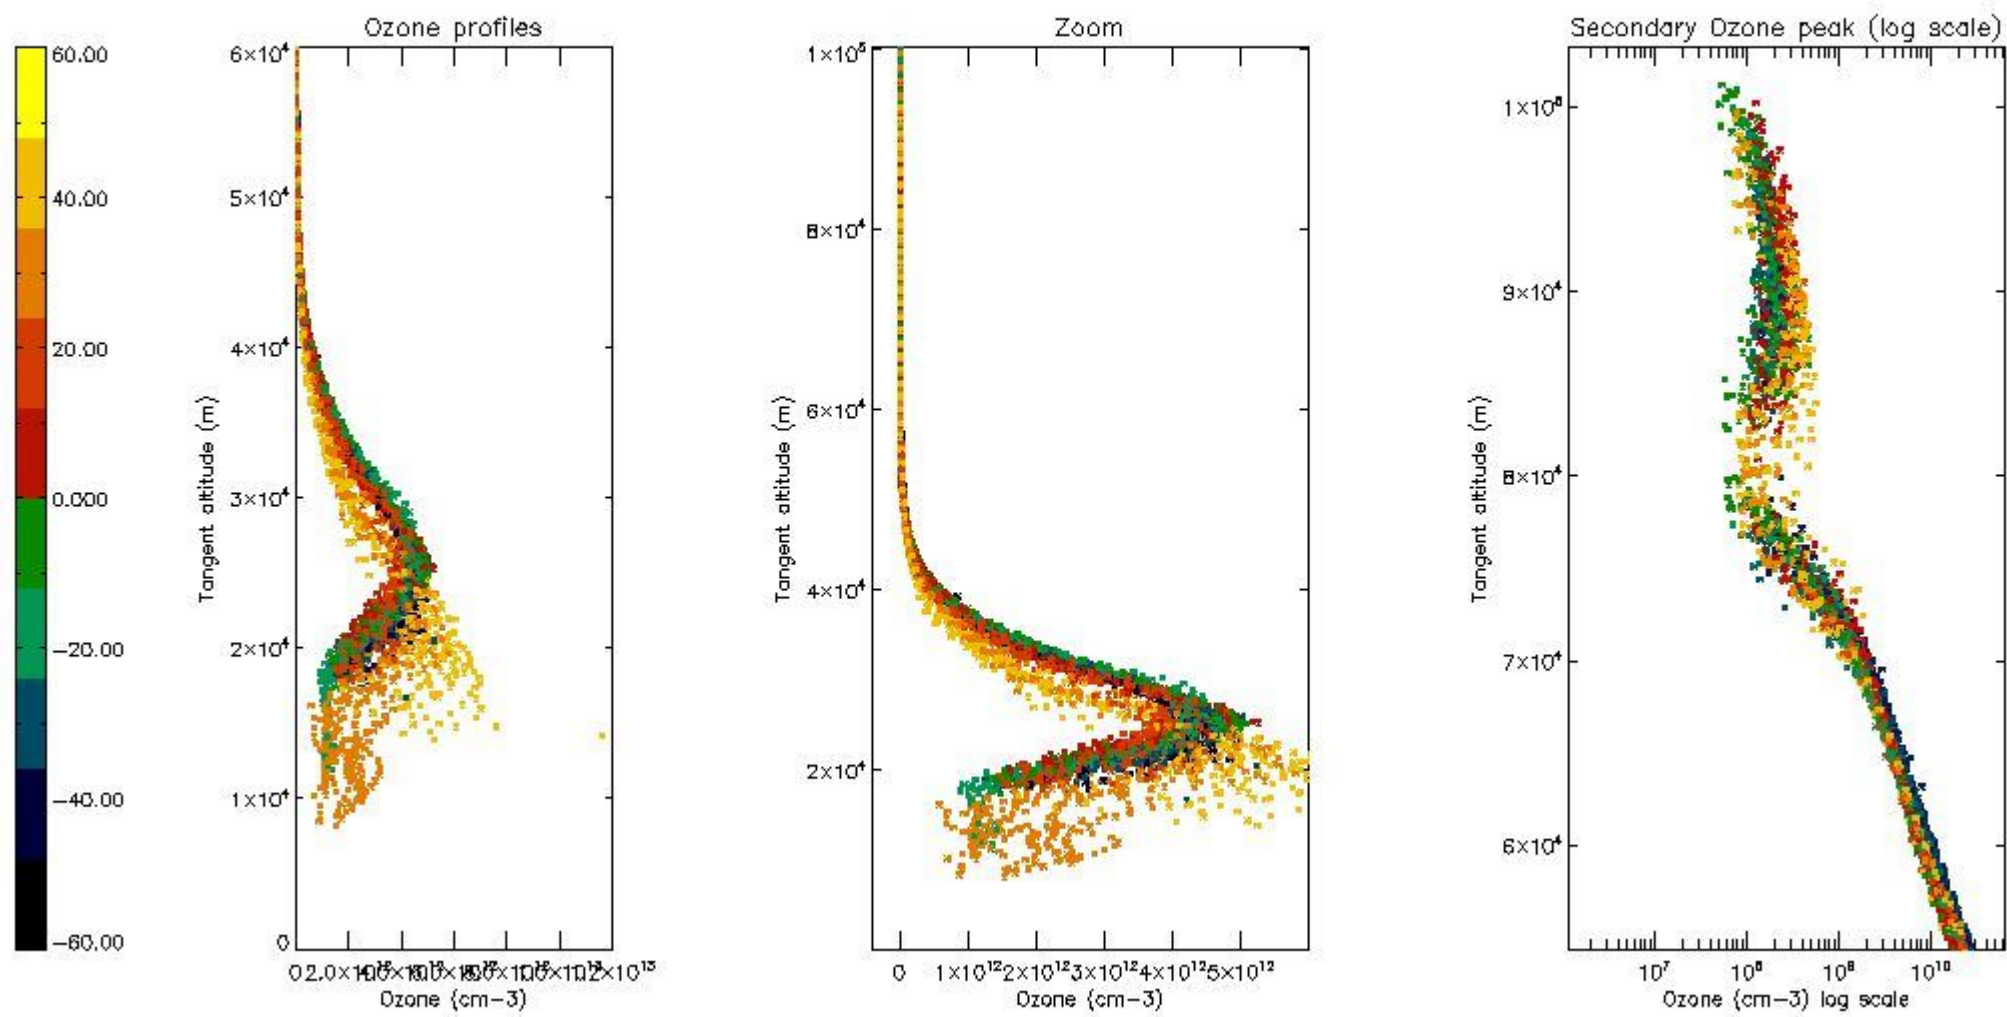 Ozone profiles
Zoom
Secondary Ozone peak (log scale)
60.00
40.00
20.00
0.000
−20.00
−40.00
−60.00
6×10⁴
5×10⁴
4×10⁴
3×10⁴
2×10⁴
1×10⁴
0
Tangent altitude (m)
Ozone (cm−3)
1×10⁵
8×10⁴
6×10⁴
4×10⁴
2×10⁴
Tangent altitude (m)
0 1×10¹² 2×10¹² 3×10¹² 4×10¹² 5×10¹²
Ozone (cm−3)
9×10⁴
8×10⁴
7×10⁴
6×10⁴
Tangent altitude (m)
10⁷ 10⁸ 10⁹ 10¹⁰
Ozone (cm−3) log scale